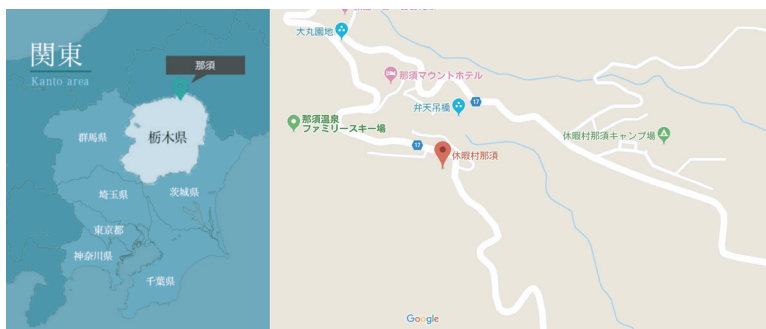 関東
Kanto area
那須
栃木県
群馬県
埼玉県
茨城県
東京都
神奈川県
千葉県
大丸園地
那須マウントホテル
弁天吊橋
17
那須温泉
ファミリースキー場
17
休暇村那須
休暇村那須キャンプ場
Google